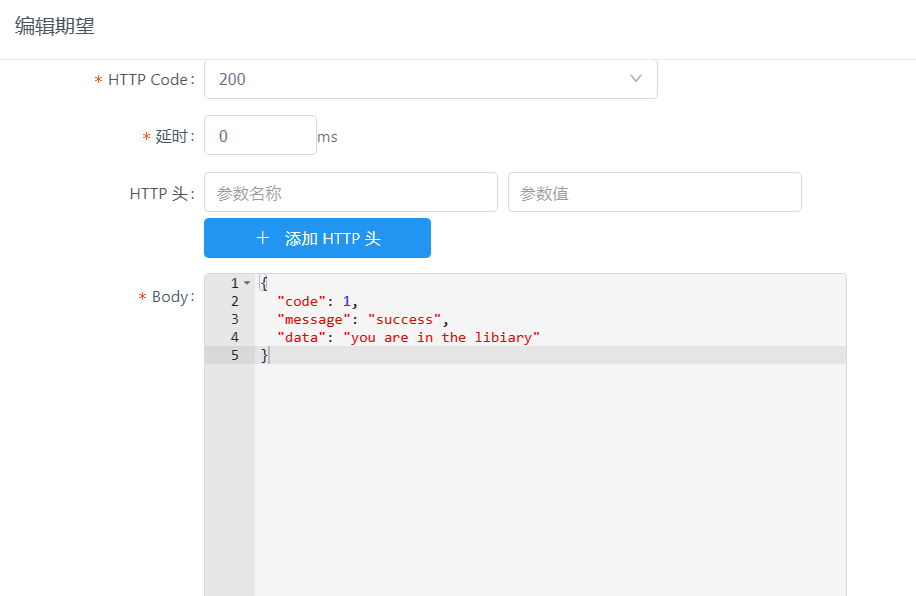 编辑期望
* HTTP Code: 200
* 延时: 0 ms
HTTP 头: 参数名称 参数值
+ 添加 HTTP 头
* Body:
1 {
2 "code": 1,
3 "message": "success",
4 "data": "you are in the libiary"
5 }